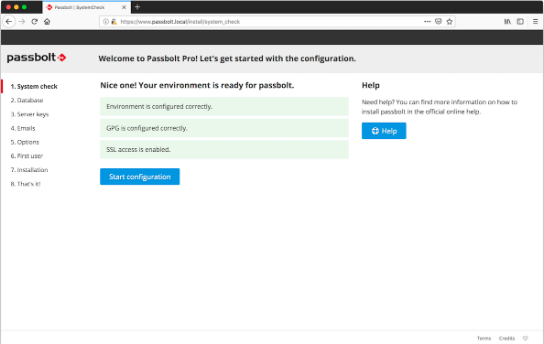 Passbolt | SystemCheck
https://www.passbolt.local/install/system_check
passbolt
Welcome to Passbolt Pro! Let's get started with the configuration.
1. System check
2. Database
3. Server keys
4. Emails
5. Options
6. First user
7. Installation
8. That's it!
Nice one! Your environment is ready for passbolt.
Environment is configured correctly.
GPG is configured correctly.
SSL access is enabled.
Start configuration
Help
Need help? You can find more information on how to
install passbolt in the official online help.
Help
Terms
Credits